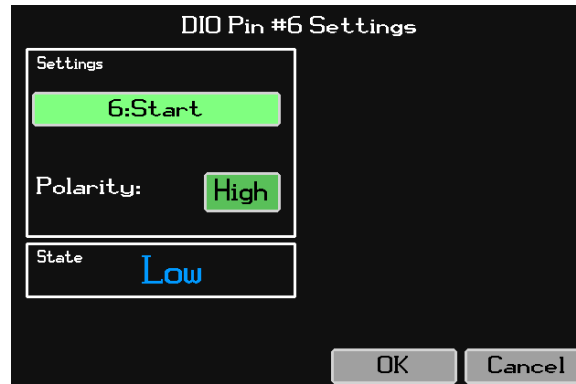 DIO Pin #6 Settings
Settings
6:Start
Polarity: High
State
Low
OK Cancel